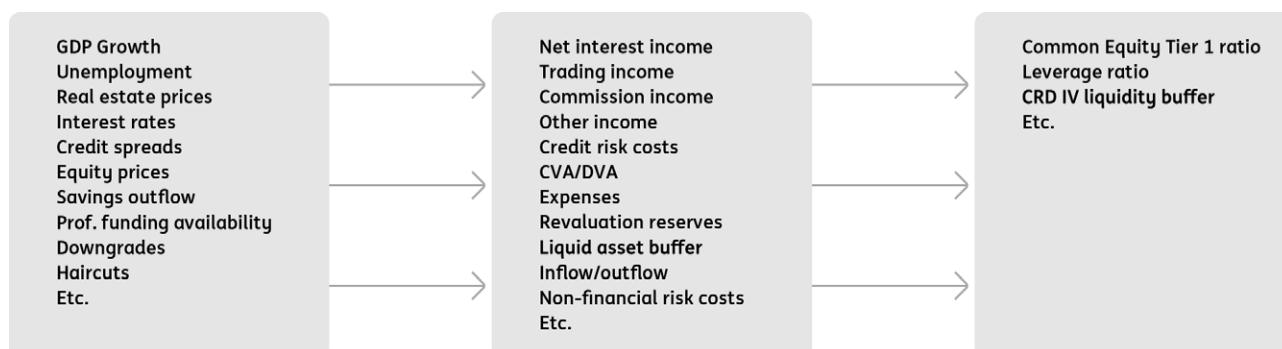 GDP Growth
Unemployment
Real estate prices
Interest rates
Credit spreads
Equity prices
Savings outflow
Prof. funding availability
Downgrades
Haircuts
Etc.
Net interest income
Trading income
Commission income
Other income
Credit risk costs
CVA/DVA
Expenses
Revaluation reserves
Liquid asset buffer
Inflow/outflow
Non-financial risk costs
Etc.
Common Equity Tier 1 ratio
Leverage ratio
CRD IV liquidity buffer
Etc.